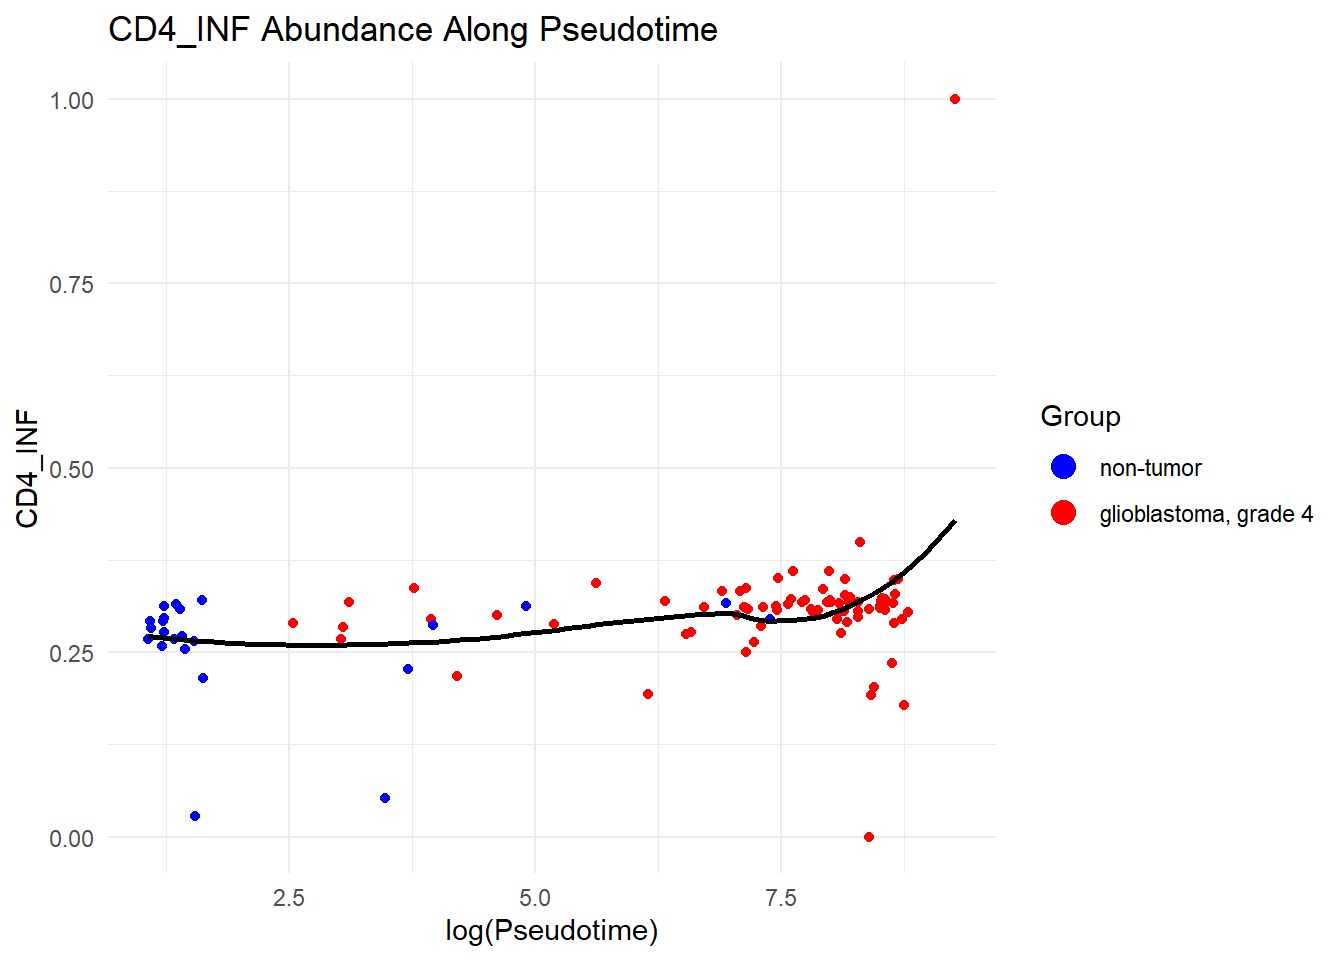 CD4_INF Abundance Along Pseudotime
1.00
0.75
0.50
0.25
0.00
CD4_INF
2.5
5.0
7.5
log(Pseudotime)
Group
non-tumor
glioblastoma, grade 4